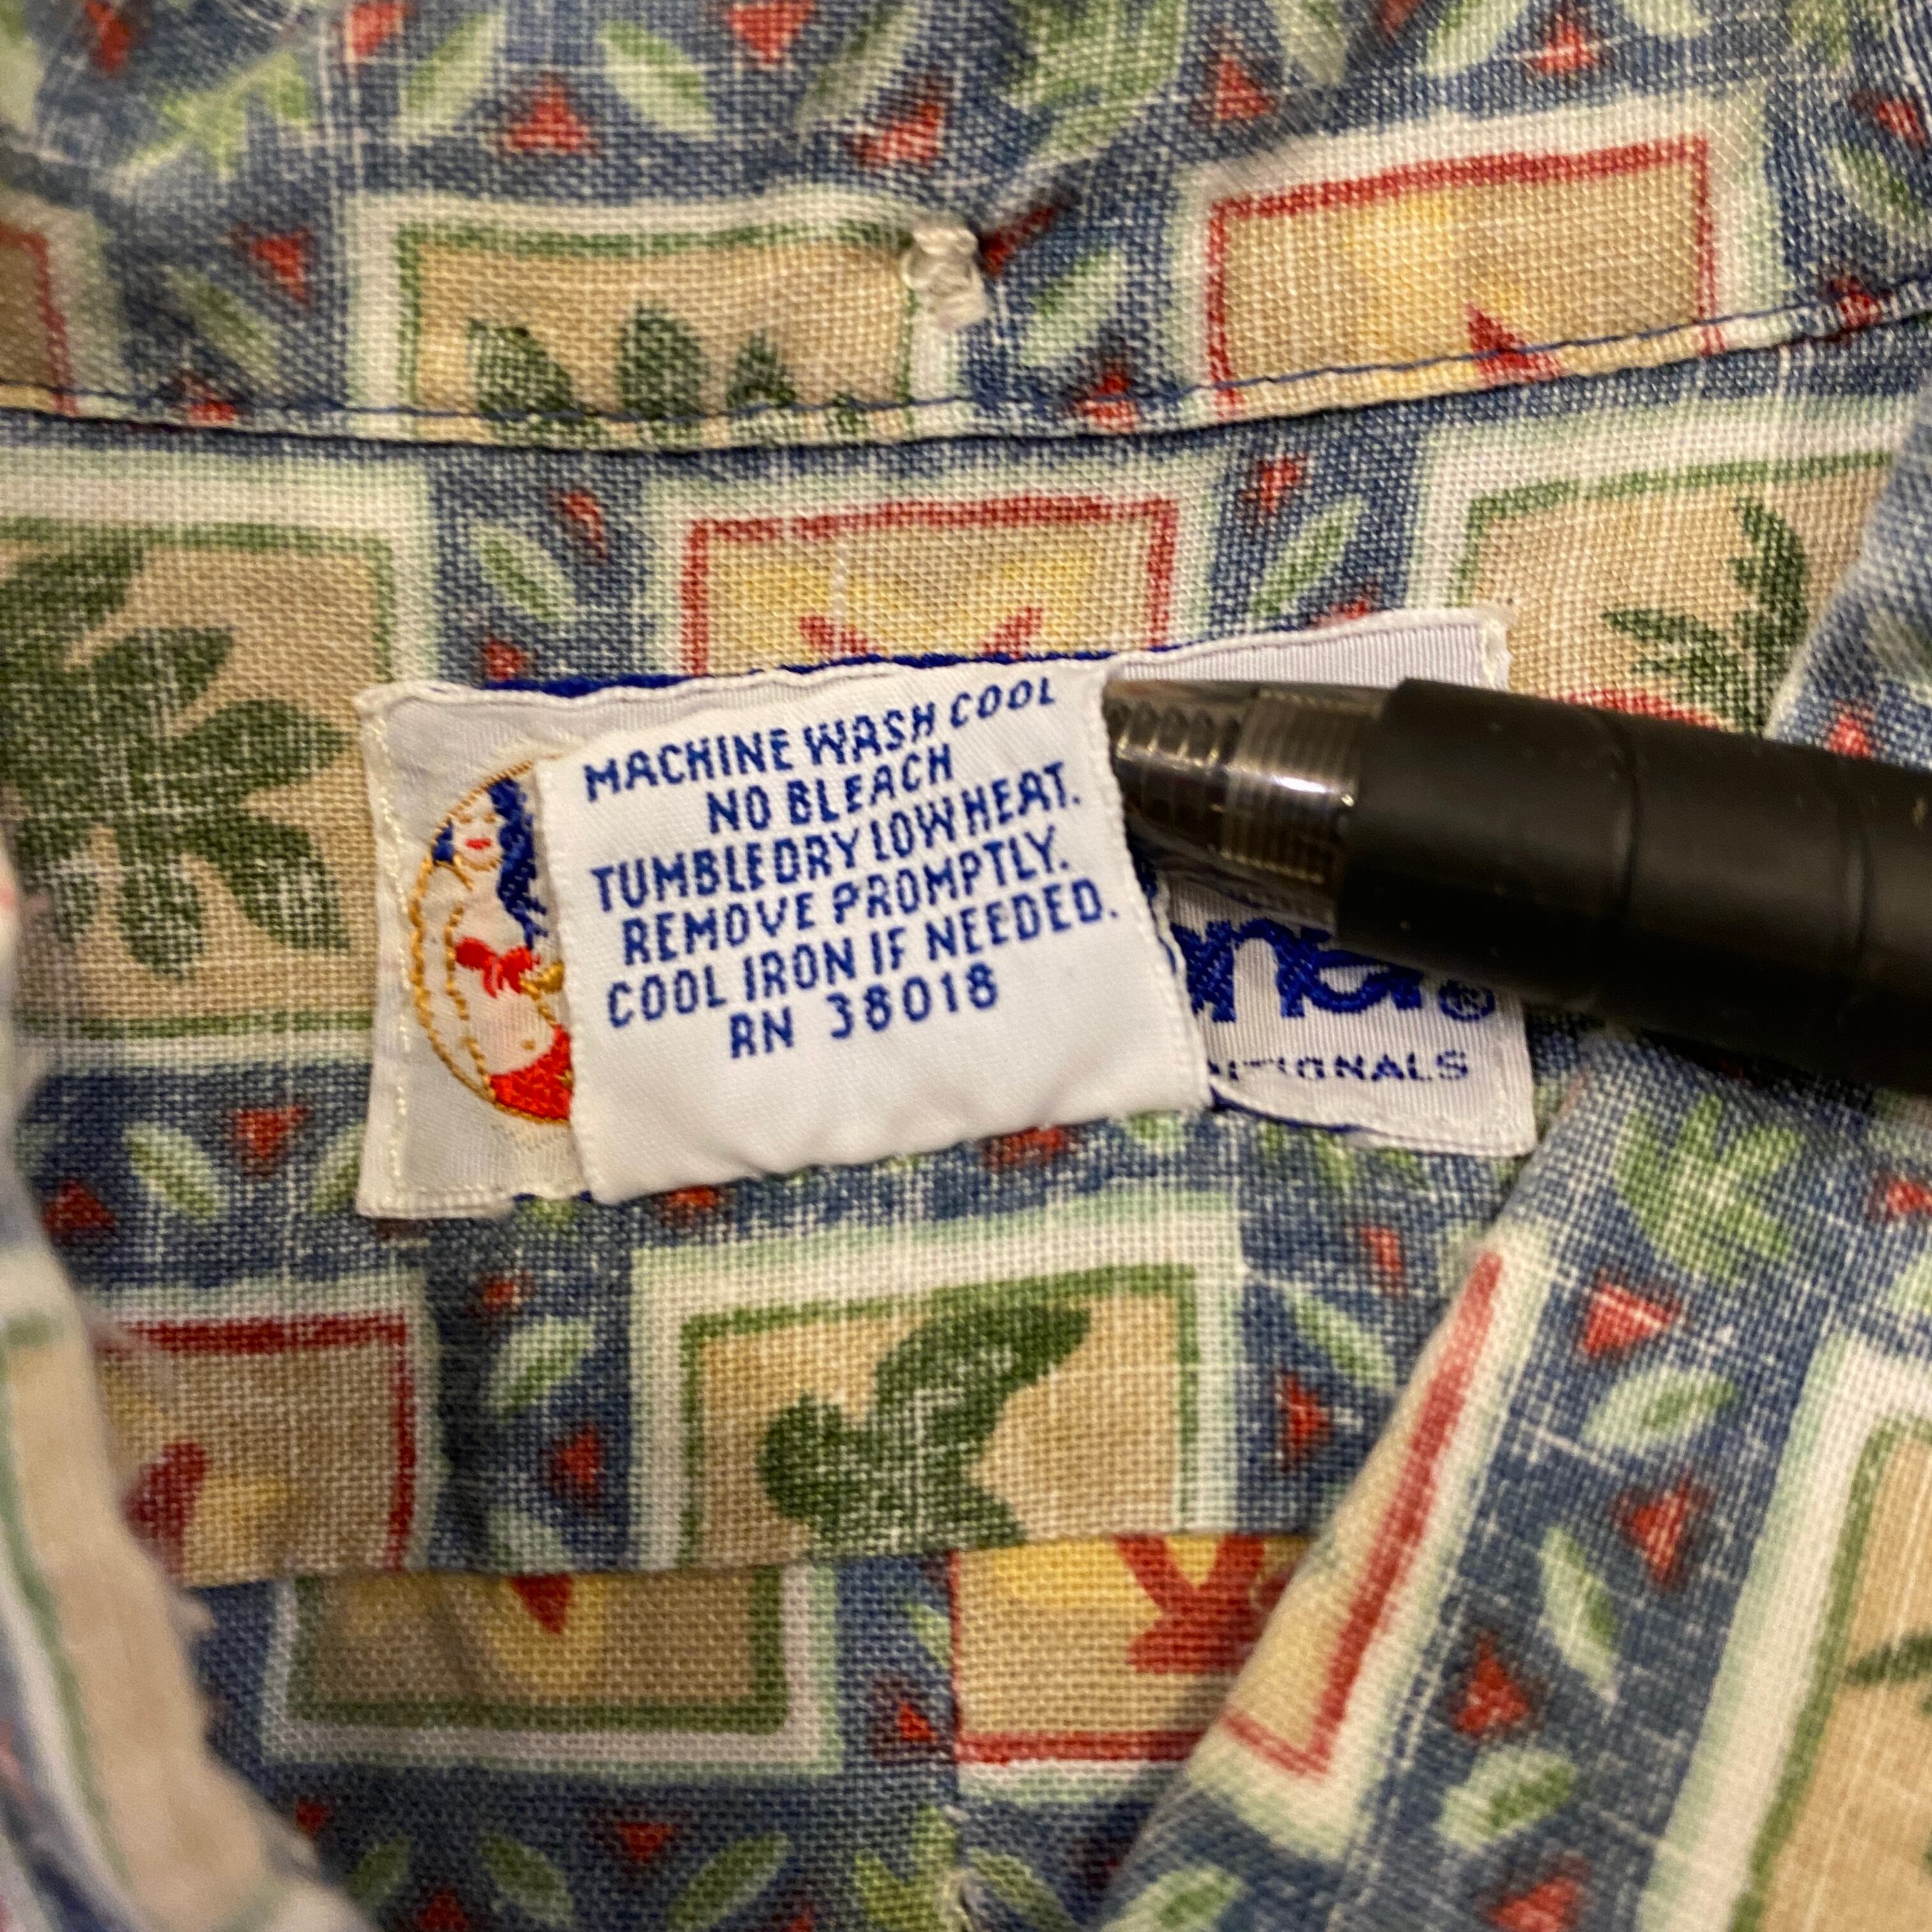 MACHINE WASH COOL
NO BLEACH
TUMBLE DRY LOW HEAT.
REMOVE PROMPTLY.
COOL IRON IF NEEDED.
RN 38018
®